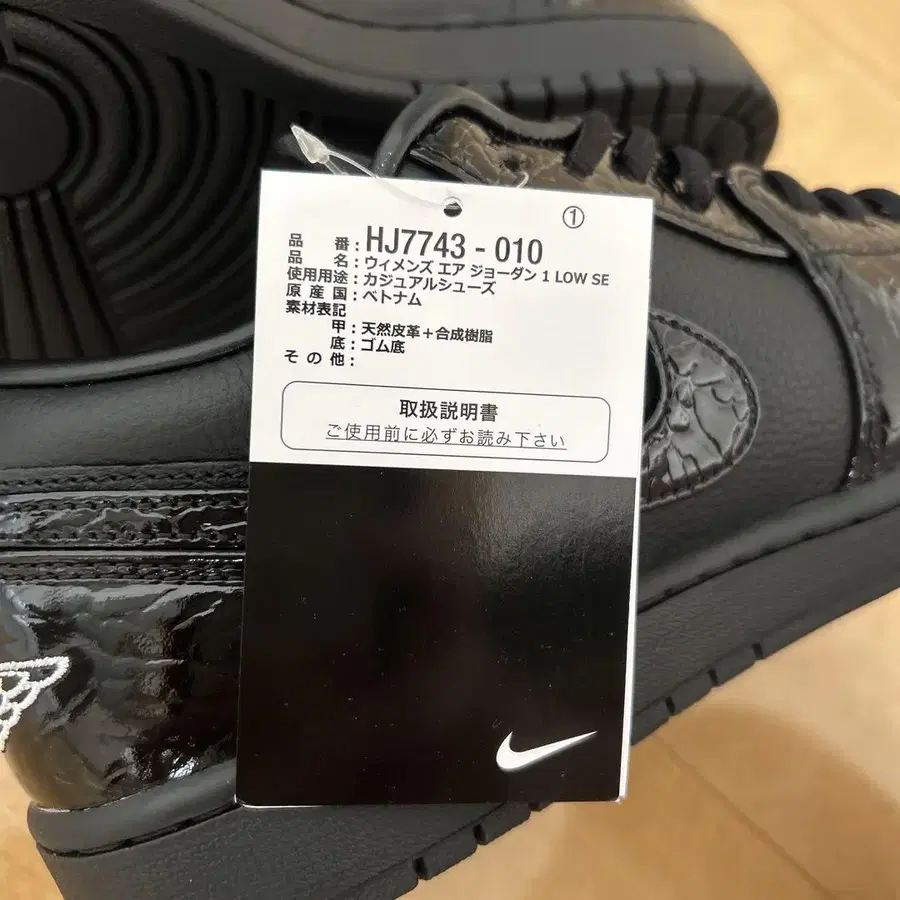 ①
品 番：HJ7743 - 010
品 名：ウィメンズ エア ジョーダン 1 LOW SE
使用用途：カジュアルシューズ
原 産 国：ベトナム
素材表記
甲：天然皮革＋合成樹脂
底：ゴム底
そ の 他：
取扱説明書
ご使用前に必ずお読み下さい